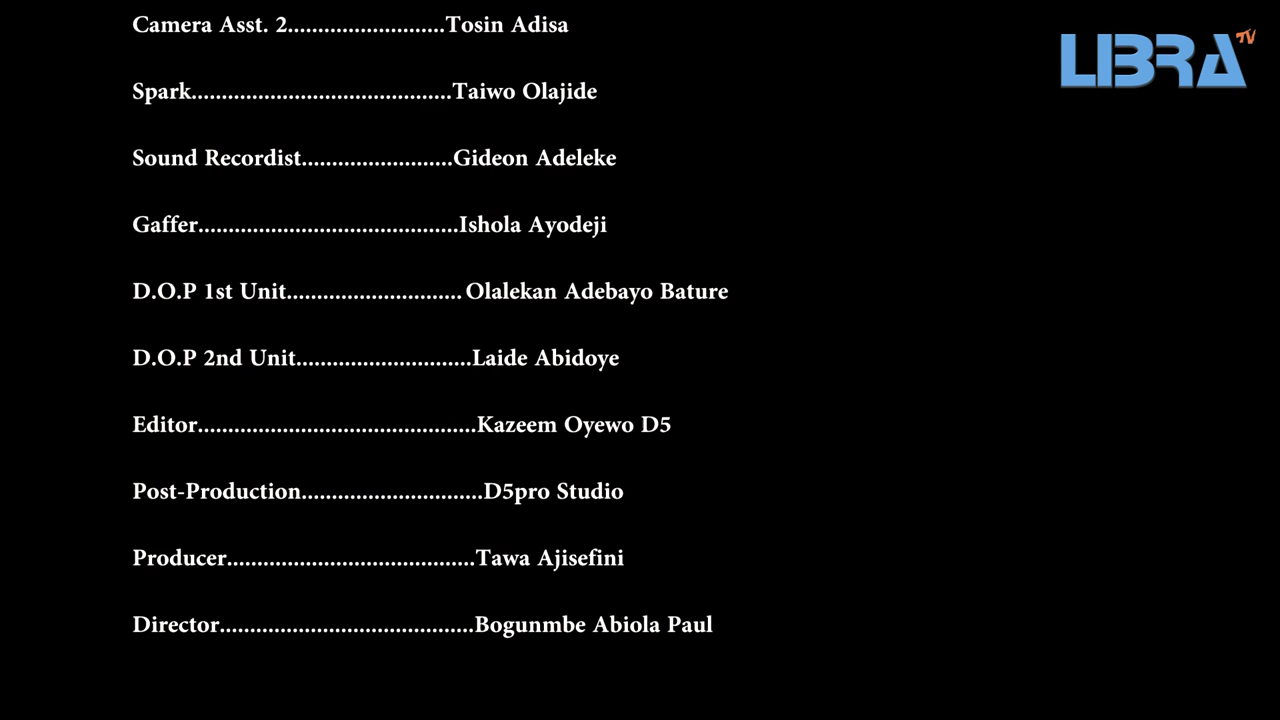 Camera Asst. 2..........................Tosin Adisa
LIBRA TV
Spark...........................................Taiwo Olajide
Sound Recordist.........................Gideon Adeleke
Gaffer...........................................Ishola Ayodeji
D.O.P 1st Unit............................. Olalekan Adebayo Bature
D.O.P 2nd Unit.............................Laide Abidoye
Editor..............................................Kazeem Oyewo D5
Post-Production..............................D5pro Studio
Producer.........................................Tawa Ajisefini
Director..........................................Bogunmbe Abiola Paul